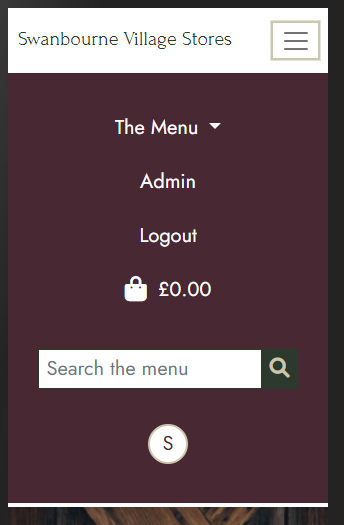 Swanbourne Village Stores
The Menu
Admin
Logout
£0.00
Search the menu
S